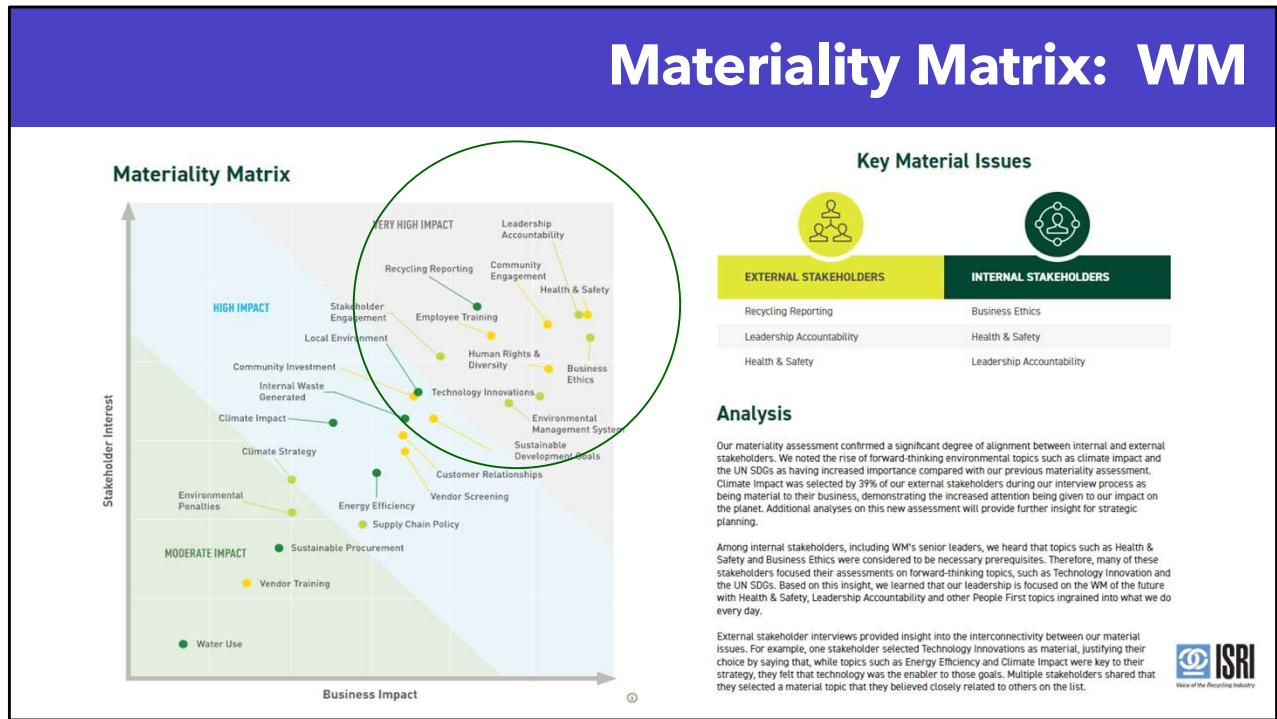 Materiality Matrix: WM
Materiality Matrix
VERY HIGH IMPACT
Leadership
Accountability
Recycling Reporting
Community
Engagement
Health & Safety
HIGH IMPACT
Stakeholder
Engagement
Employee Training
Local Environment
Human Rights &
Diversity
Business
Ethics
Community Investment
Internal Waste
Generated
Technology Innovations
Climate Impact
Environmental
Management System
Sustainable
Development Goals
Climate Strategy
Customer Relationships
Vendor Screening
Environmental
Penalties
Energy Efficiency
Supply Chain Policy
MODERATE IMPACT
Sustainable Procurement
Vendor Training
Water Use
Stakeholder Interest
Business Impact
i
Key Material Issues
EXTERNAL STAKEHOLDERS
INTERNAL STAKEHOLDERS
Recycling Reporting
Business Ethics
Leadership Accountability
Health & Safety
Health & Safety
Leadership Accountability
Analysis
Our materiality assessment confirmed a significant degree of alignment between internal and external
stakeholders. We noted the rise of forward-thinking environmental topics such as climate impact and
the UN SDGs as having increased importance compared with our previous materiality assessment.
Climate Impact was selected by 39% of our external stakeholders during our interview process as
being material to their business, demonstrating the increased attention being given to our impact on
the planet. Additional analyses on this new assessment will provide further insight for strategic
planning.
Among internal stakeholders, including WM's senior leaders, we heard that topics such as Health &
Safety and Business Ethics were considered to be necessary prerequisites. Therefore, many of these
stakeholders focused their assessments on forward-thinking topics, such as Technology Innovation and
the UN SDGs. Based on this insight, we learned that our leadership is focused on the WM of the future
with Health & Safety, Leadership Accountability and other People First topics ingrained into what we do
every day.
External stakeholder interviews provided insight into the interconnectivity between our material
issues. For example, one stakeholder selected Technology Innovations as material, justifying their
choice by saying that, while topics such as Energy Efficiency and Climate Impact were key to their
strategy, they felt that technology was the enabler to those goals. Multiple stakeholders shared that
they selected a material topic that they believed closely related to others on the list.
ISRI
Voice of the Recycling Industry